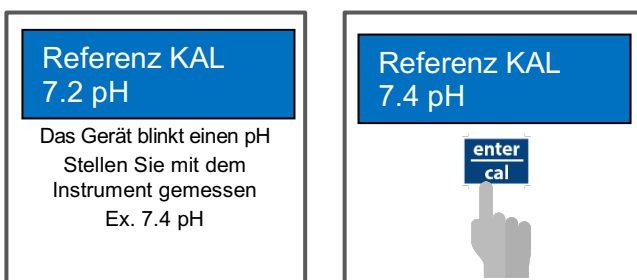 Referenz KAL
7.2 pH
Das Gerät blinkt einen pH
Stellen Sie mit dem
Instrument gemessen
Ex. 7.4 pH
Referenz KAL
7.4 pH
enter
cal